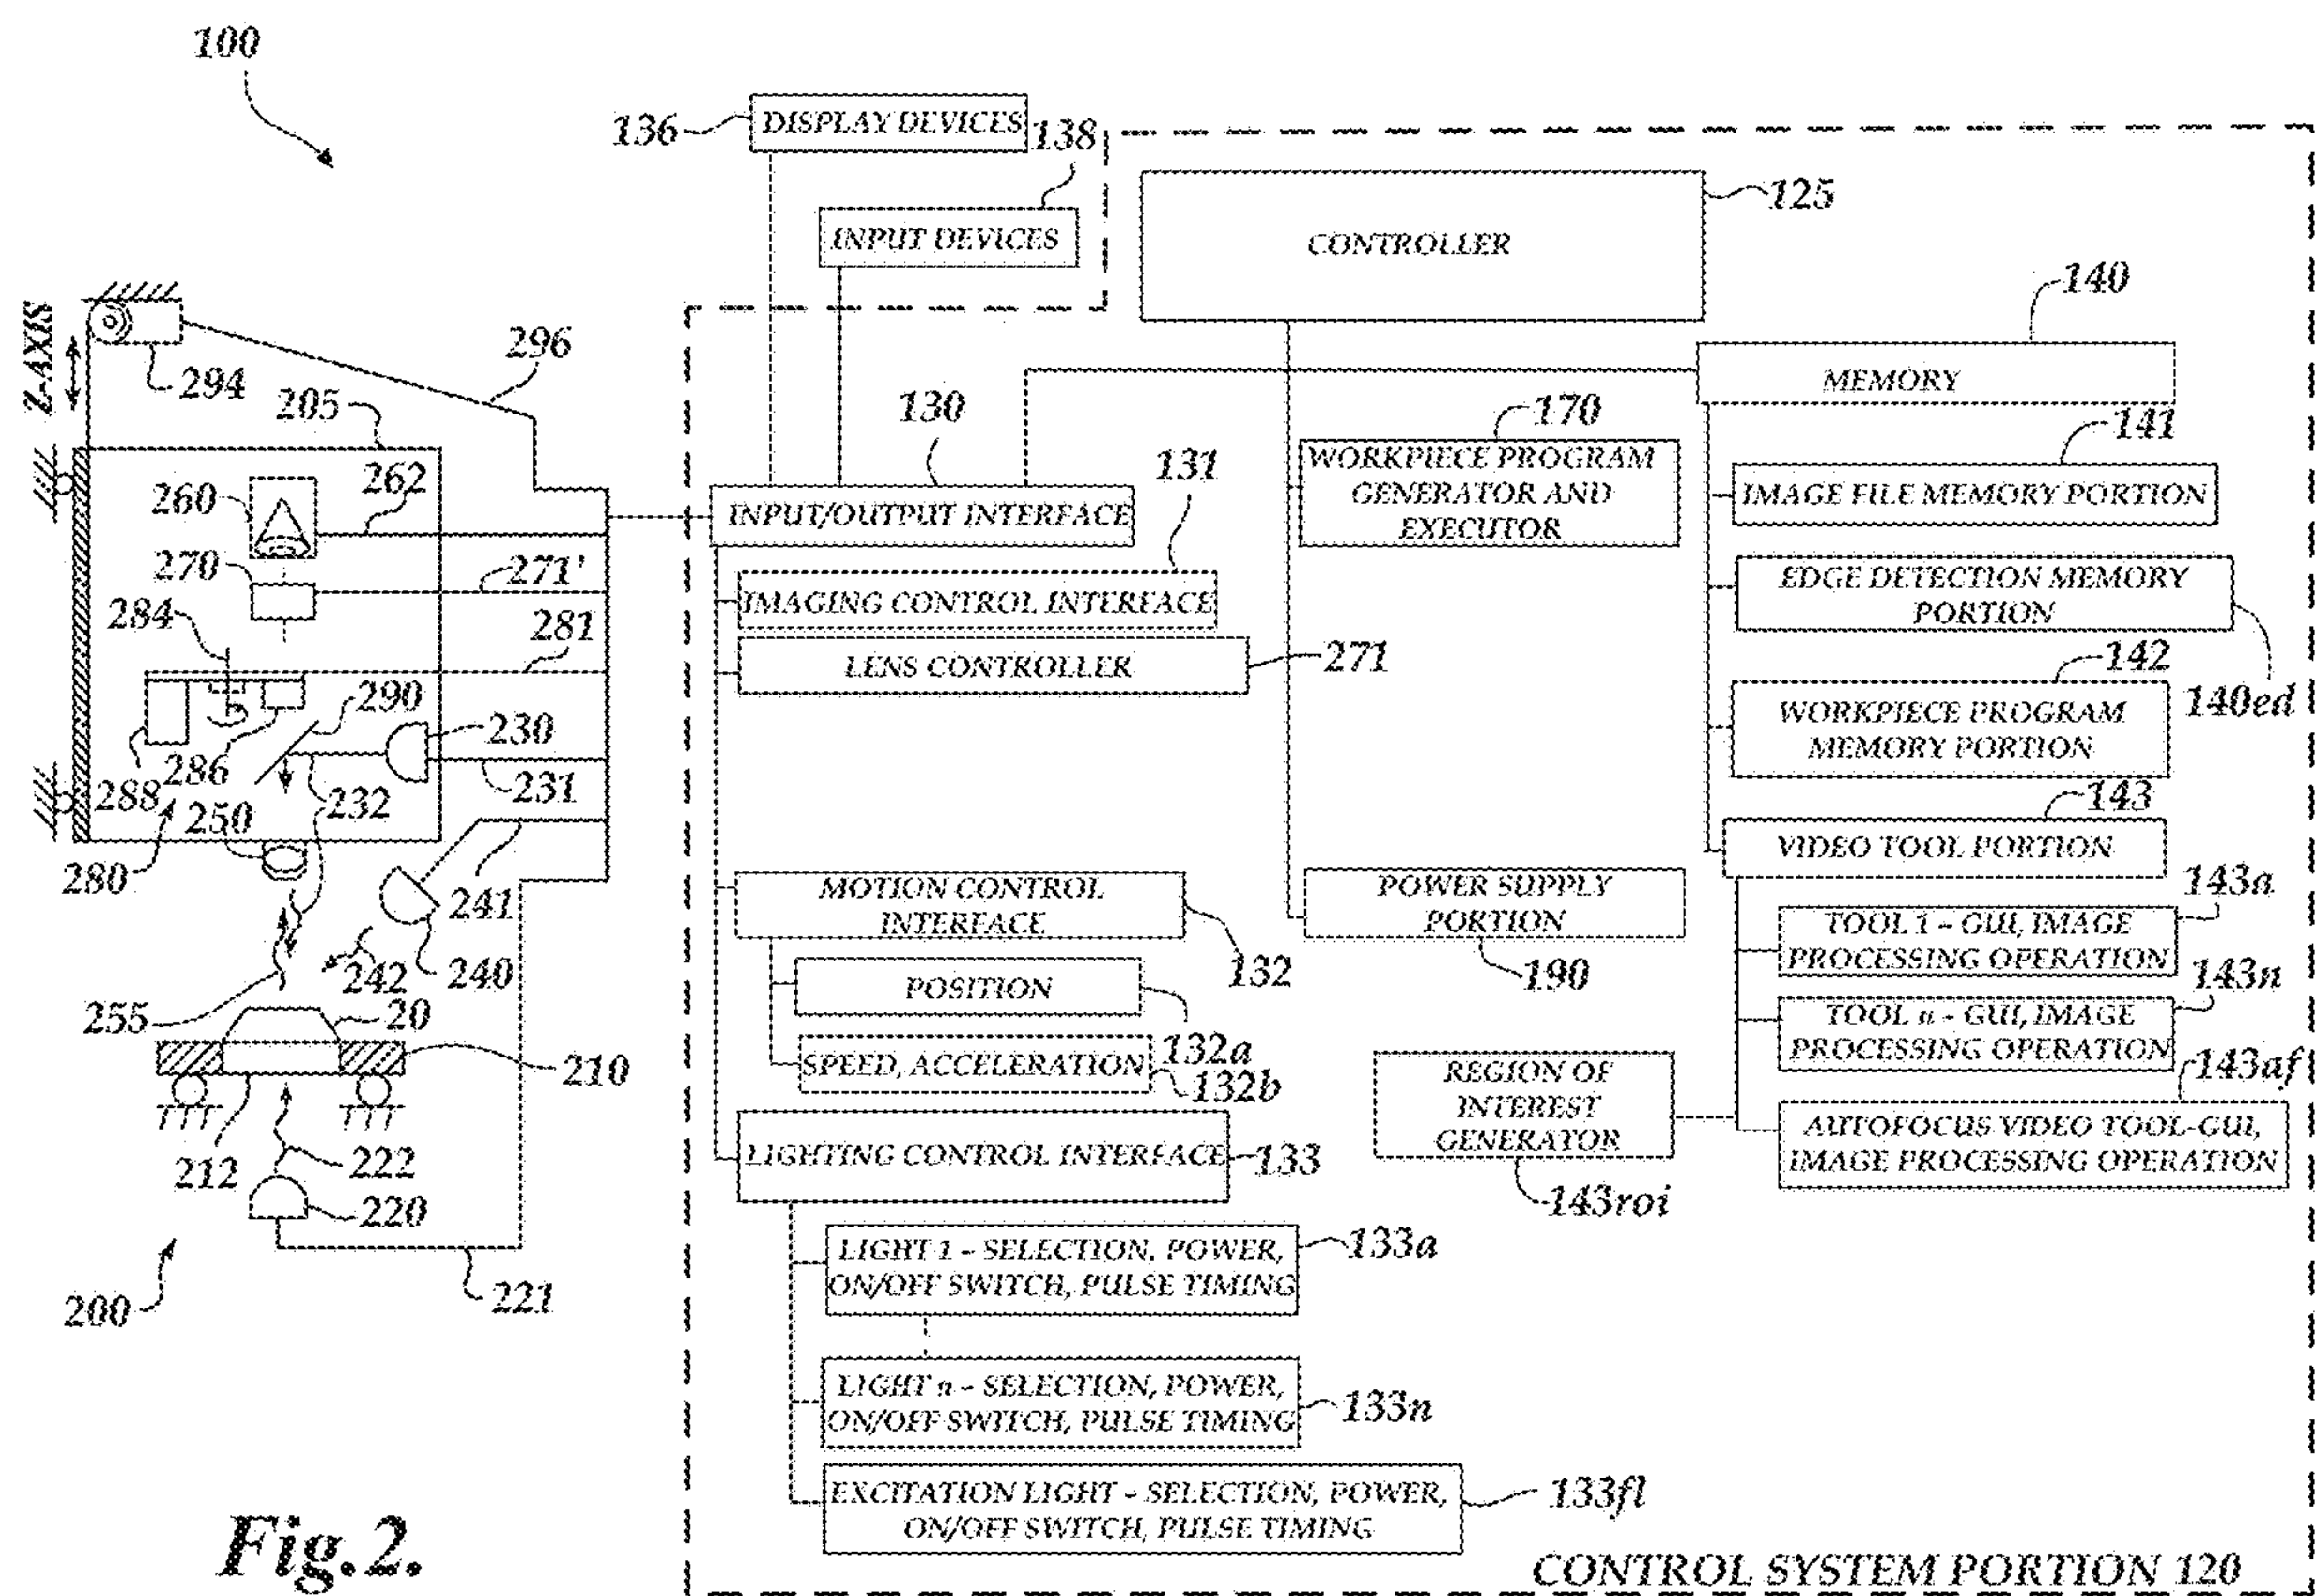 100
136
DISPLAY DEVICES
138
INPUT DEVICES
CONTROLLER
125
140
MEMORY
Z-AXIS
294
296
205
130
170
141
260
262
131
WORKPIECE PROGRAM
GENERATOR AND
EXECUTOR
IMAGE FILE MEMORY PORTION
INPUT/OUTPUT INTERFACE
270
271'
EDGE DETECTION MEMORY
PORTION
IMAGING CONTROL INTERFACE
284
281
LENS CONTROLLER
271
142
140ed
290
230
WORKPIECE PROGRAM
MEMORY PORTION
288
286
232
231
250
143
280
VIDEO TOOL PORTION
241
MOTION CONTROL
INTERFACE
132
POWER SUPPLY
PORTION
190
143a
TOOL 1 - GUI, IMAGE
PROCESSING OPERATION
242
240
POSITION
132a
143n
255
20
TOOL n - GUI, IMAGE
PROCESSING OPERATION
210
SPEED, ACCELERATION
132b
REGION OF
INTEREST
GENERATOR
143af
212
222
LIGHTING CONTROL INTERFACE
133
AUTOFOCUS VIDEO TOOL-GUI,
IMAGE PROCESSING OPERATION
220
143roi
LIGHT 1 - SELECTION, POWER,
ON/OFF SWITCH, PULSE TIMING
133a
200
221
LIGHT n - SELECTION, POWER,
ON/OFF SWITCH, PULSE TIMING
133n
EXCITATION LIGHT - SELECTION, POWER,
ON/OFF SWITCH, PULSE TIMING
133fl
Fig.2.
CONTROL SYSTEM PORTION 120